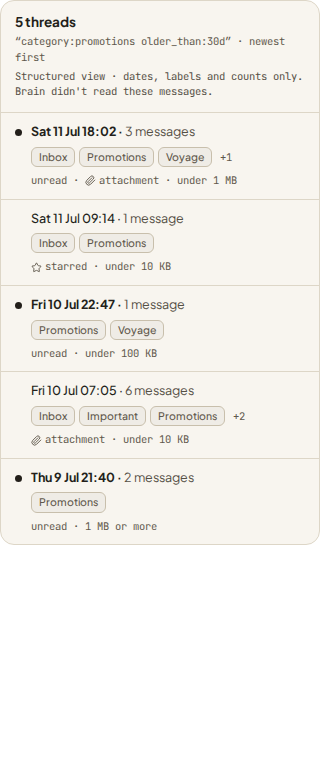 5 threads
“category:promotions older_than:30d” · newest
first
Structured view · dates, labels and counts only.
Brain didn't read these messages.
Sat 11 Jul 18:02 · 3 messages
Inbox Promotions Voyage +1
unread · attachment · under 1 MB
Sat 11 Jul 09:14 · 1 message
Inbox Promotions
starred · under 10 KB
Fri 10 Jul 22:47 · 1 message
Promotions Voyage
unread · under 100 KB
Fri 10 Jul 07:05 · 6 messages
Inbox Important Promotions +2
attachment · under 10 KB
Thu 9 Jul 21:40 · 2 messages
Promotions
unread · 1 MB or more